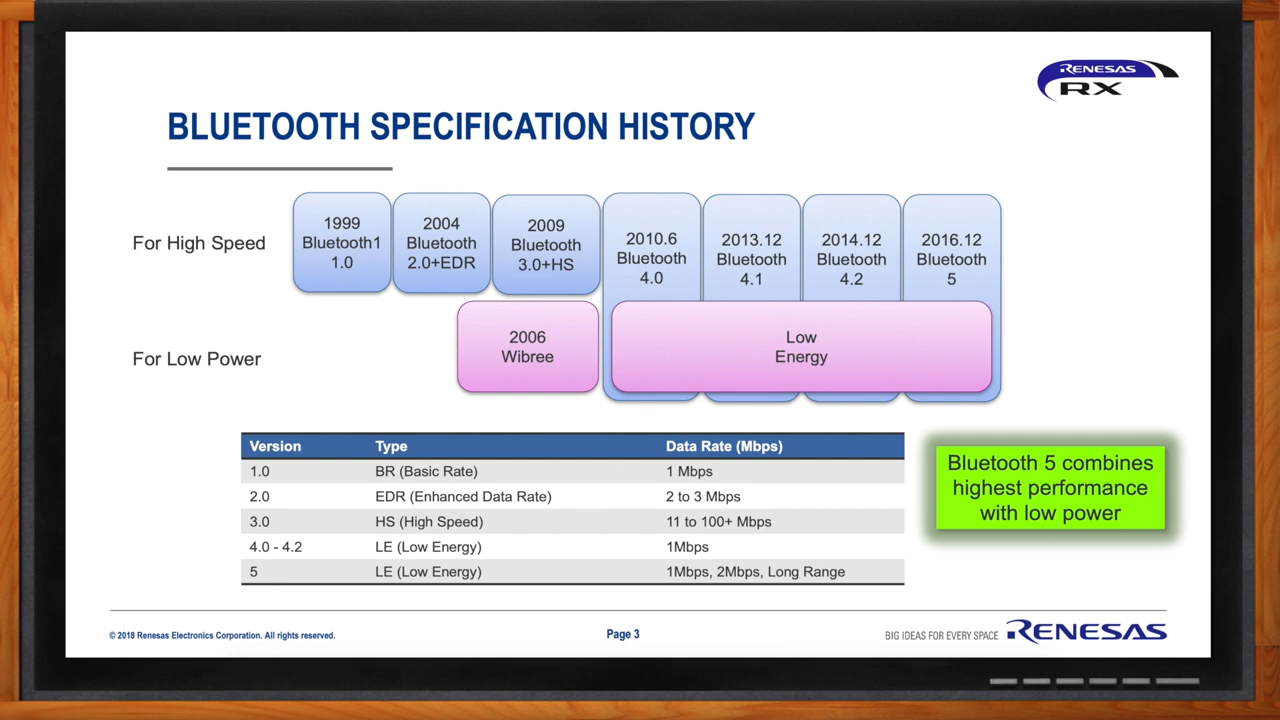 RENESAS
RX
BLUETOOTH SPECIFICATION HISTORY
For High Speed
1999
Bluetooth1
1.0
2004
Bluetooth
2.0+EDR
2009
Bluetooth
3.0+HS
2010.6
Bluetooth
4.0
2013.12
Bluetooth
4.1
2014.12
Bluetooth
4.2
2016.12
Bluetooth
5
For Low Power
2006
Wibree
Low
Energy
Version Type Data Rate (Mbps)
1.0 BR (Basic Rate) 1 Mbps
2.0 EDR (Enhanced Data Rate) 2 to 3 Mbps
3.0 HS (High Speed) 11 to 100+ Mbps
4.0 - 4.2 LE (Low Energy) 1Mbps
5 LE (Low Energy) 1Mbps, 2Mbps, Long Range
Bluetooth 5 combines
highest performance
with low power
© 2018 Renesas Electronics Corporation. All rights reserved.
Page 3
BIG IDEAS FOR EVERY SPACE RENESAS